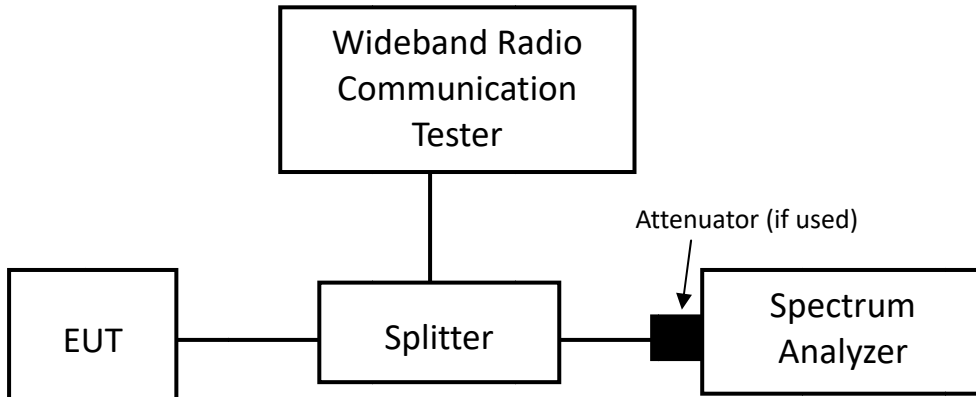 Wideband Radio
Communication
Tester
Attenuator (if used)
EUT
Splitter
Spectrum
Analyzer